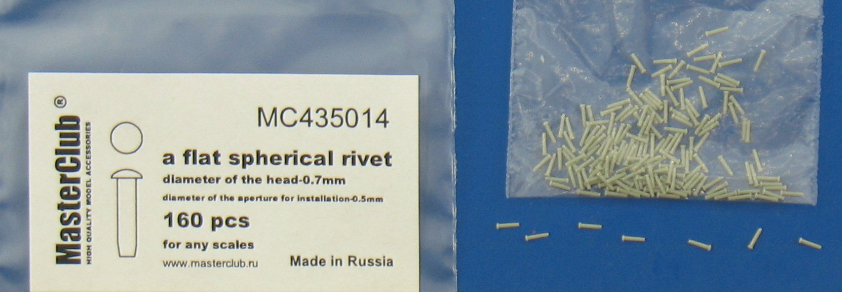 MasterClub®
HIGH QUALITY MODEL ACCESSORIES
MC435014
a flat spherical rivet
diameter of the head-0.7mm
diameter of the aperture for installation-0.5mm
160 pcs
for any scales
www.masterclub.ru
Made in Russia